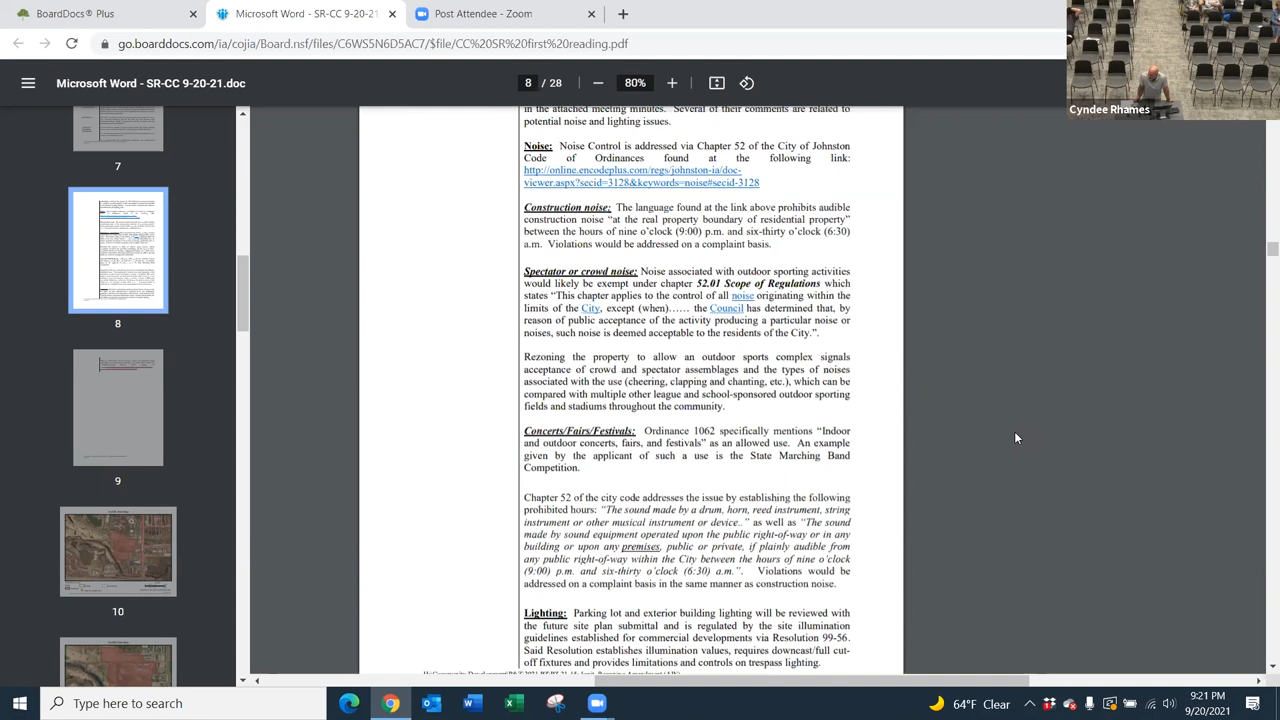 BoardDocs® Plus
Microsoft Word - SR-CC 9-20-21
Post Attendee - Zoom
go.boarddocs.com/ia/cojia/Board.nsf/files/C6WS5N6D5AC7/$file/CC%20SR%20first%20reading.pdf
Cyndee Rhames
Microsoft Word - SR-CC 9-20-21.doc
8 / 28
80%
7
8
9
10
in the attached meeting minutes. Several of their comments are related to
potential noise and lighting issues.
Noise: Noise Control is addressed via Chapter 52 of the City of Johnston
Code of Ordinances found at the following link:
http://online.encodeplus.com/regs/johnston-ia/doc-
viewer.aspx?secid=3128&keywords=noise#secid-3128
Construction noise: The language found at the link above prohibits audible
construction noise “at the real property boundary of residential property”
between the hours of nine o’clock (9:00) p.m. and six-thirty o’clock (6:30)
a.m. Violations would be addressed on a complaint basis.
Spectator or crowd noise: Noise associated with outdoor sporting activities
would likely be exempt under chapter 52.01 Scope of Regulations which
states “This chapter applies to the control of all noise originating within the
limits of the City, except (when)…… the Council has determined that, by
reason of public acceptance of the activity producing a particular noise or
noises, such noise is deemed acceptable to the residents of the City.”.
Rezoning the property to allow an outdoor sports complex signals
acceptance of crowd and spectator assemblages and the types of noises
associated with the use (cheering, clapping and chanting, etc.), which can be
compared with multiple other league and school-sponsored outdoor sporting
fields and stadiums throughout the community.
Concerts/Fairs/Festivals: Ordinance 1062 specifically mentions “Indoor
and outdoor concerts, fairs, and festivals” as an allowed use. An example
given by the applicant of such a use is the State Marching Band
Competition.
Chapter 52 of the city code addresses the issue by establishing the following
prohibited hours: “The sound made by a drum, horn, reed instrument, string
instrument or other musical instrument or device..” as well as “The sound
made by sound equipment operated upon the public right-of-way or in any
building or upon any premises, public or private, if plainly audible from
any public right-of-way within the City between the hours of nine o’clock
(9:00) p.m. and six-thirty o’clock (6:30) a.m.”. Violations would be
addressed on a complaint basis in the same manner as construction noise.
Lighting: Parking lot and exterior building lighting will be reviewed with
the future site plan submittal and is regulated by the site illumination
guidelines established for commercial developments via Resolution 99-56.
Said Resolution establishes illumination values, requires downcast/full cut-
off fixtures and provides limitations and controls on trespass lighting.
Type here to search
64°F Clear
9:21 PM
9/20/2021